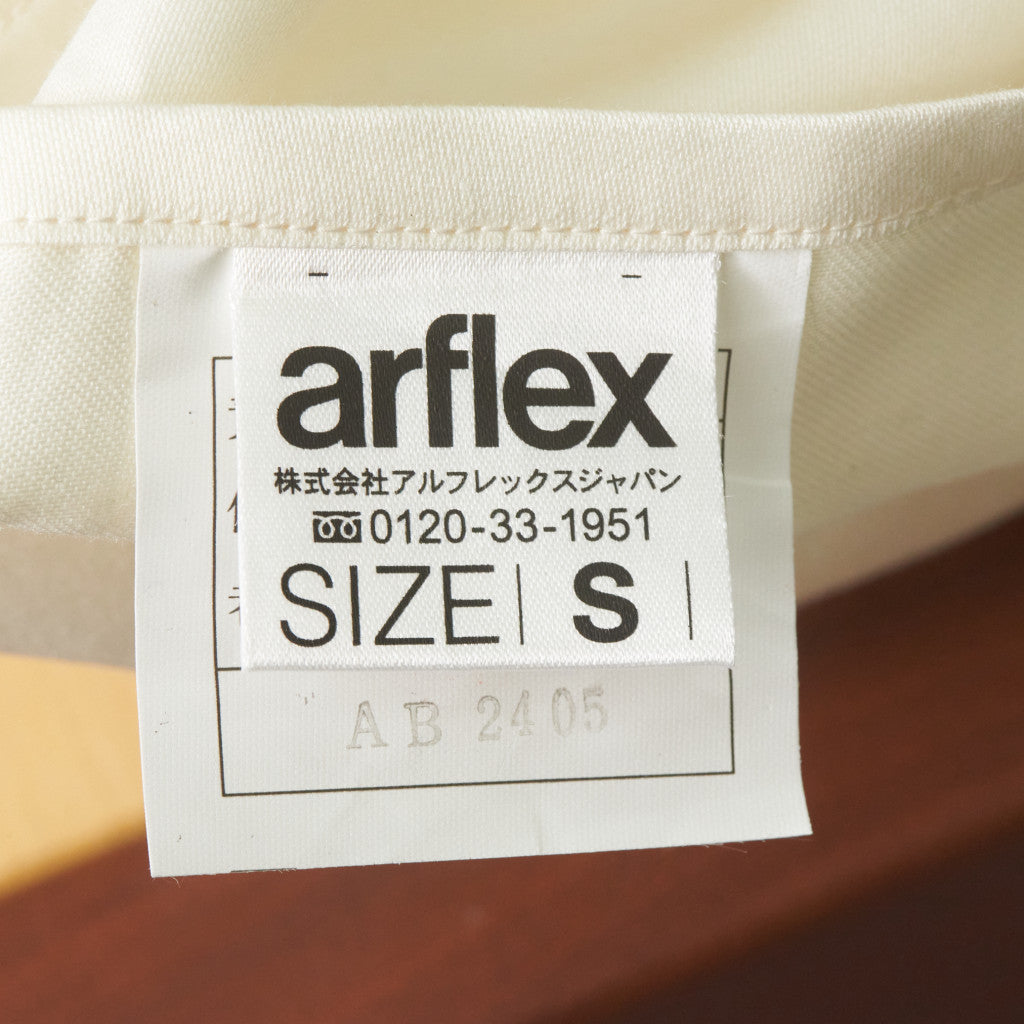 arflex
株式会社アルフレックスジャパン
0120-33-1951
SIZE S
AB 2405